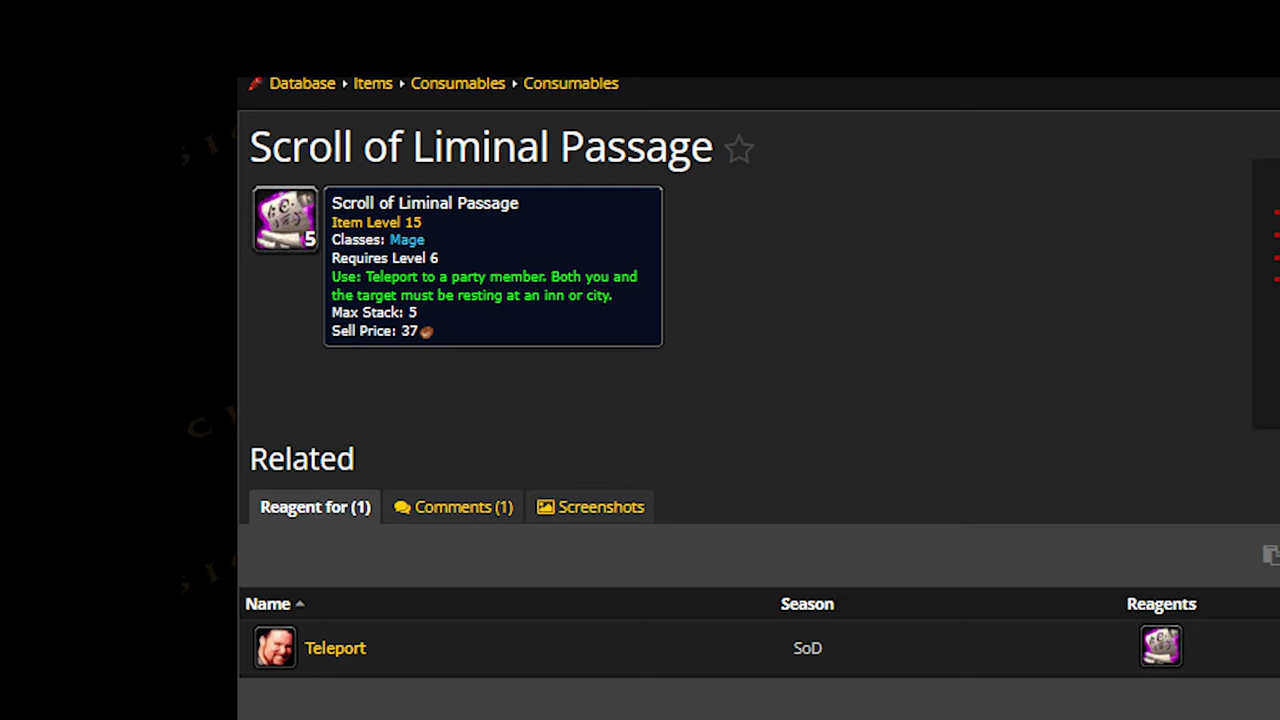 Database › Items › Consumables › Consumables
Scroll of Liminal Passage
5
Scroll of Liminal Passage
Item Level 15
Classes: Mage
Requires Level 6
Use: Teleport to a party member. Both you and
the target must be resting at an inn or city.
Max Stack: 5
Sell Price: 37
Related
Reagent for (1) Comments (1) Screenshots
Name Season Reagents
Teleport SoD